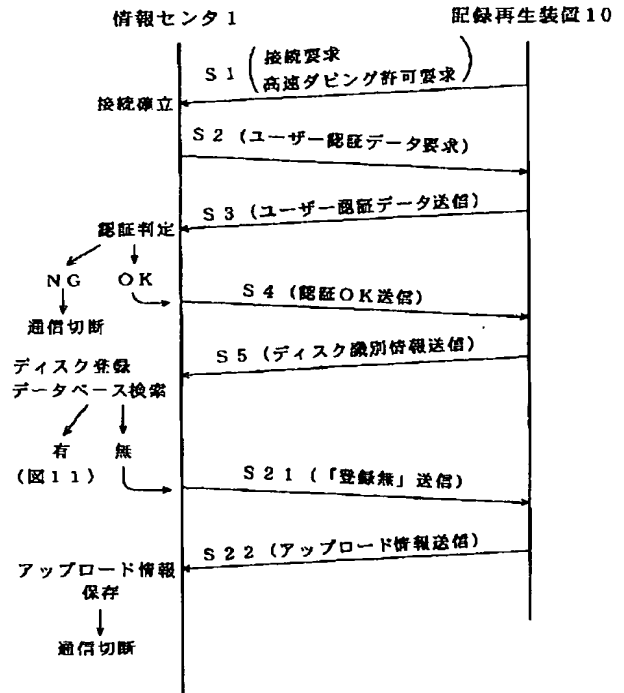 情報センタ1
記録再生装置10
S1(接続要求
高速ダビング許可要求)
接続確立
S2(ユーザー認証データ要求)
S3(ユーザー認証データ送信)
認証判定
NG OK
S4(認証OK送信)
通信切断
S5(ディスク識別情報送信)
ディスク登録
データベース検索
有 無
(図11)
S21(「登録無」送信)
S22(アップロード情報送信)
アップロード情報
保存
通信切断